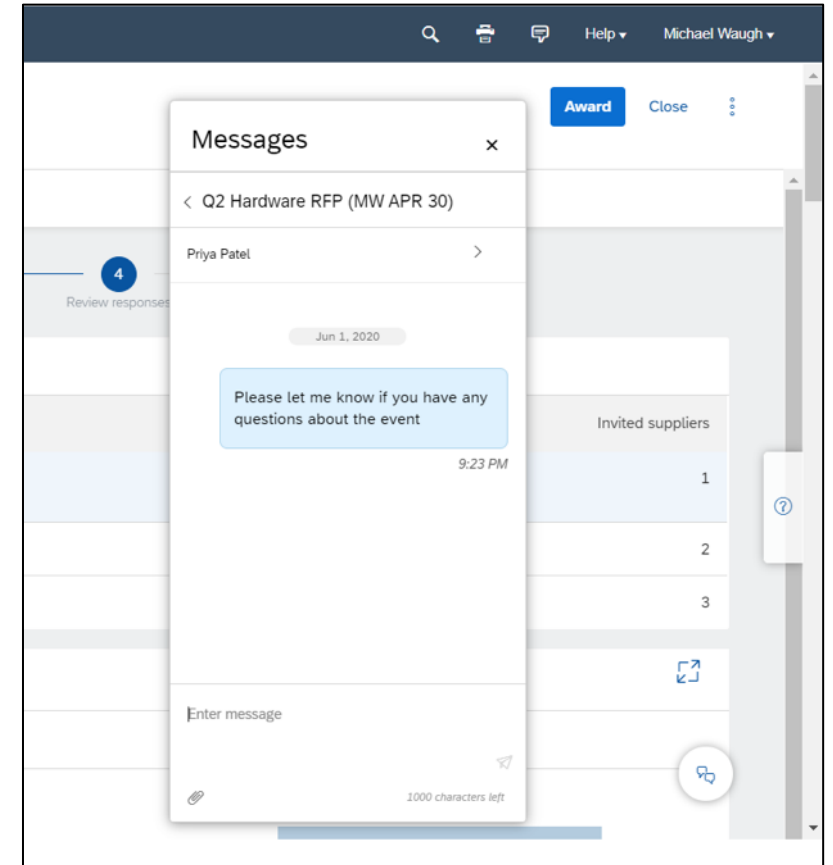 Help Michael Waugh
Award Close
Messages
Q2 Hardware RFP (MW APR 30)
Priya Patel
4
Review responses
Jun 1, 2020
Please let me know if you have any
questions about the event
9:23 PM
Invited suppliers
1
2
3
Enter message
1000 characters left